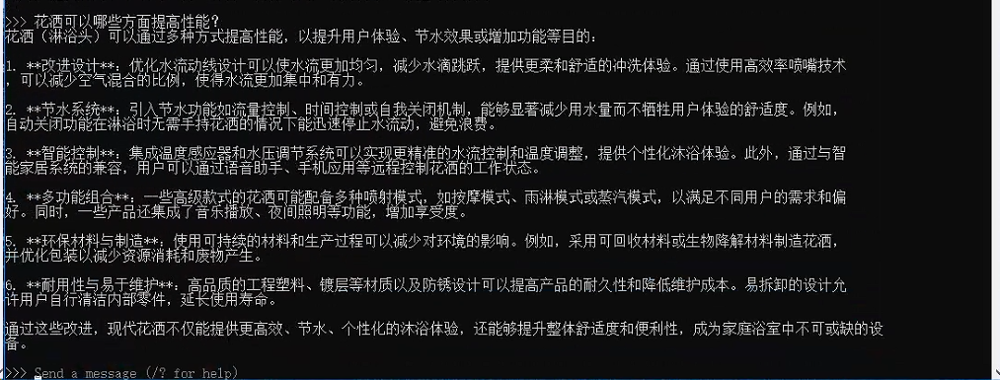 >>> 花洒可以哪些方面提高性能？
花洒（淋浴头）可以通过多种方式提高性能，以提升用户体验、节水效果或增加功能等目的：
1. **改进设计**：优化水流动线设计可以使水流更加均匀，减少水滴跳跃，提供更柔和舒适的冲洗体验。通过使用高效率喷嘴技术
，可以减少空气混合的比例，使得水流更加集中和有力。
2. **节水系统**：引入节水功能如流量控制、时间控制或自我关闭机制，能够显著减少用水量而不牺牲用户体验的舒适度。例如，
自动关闭功能在淋浴时无需手持花洒的情况下能迅速停止水流动，避免浪费。
3. **智能控制**：集成温度感应器和水压调节系统可以实现更精准的水流控制和温度调整，提供个性化沐浴体验。此外，通过与智
能家居系统的兼容，用户可以通过语音助手、手机应用等远程控制花洒的工作状态。
4. **多功能组合**：一些高级款式的花洒可能配备多种喷射模式，如按摩模式、雨淋模式或蒸汽模式，以满足不同用户的需求和偏
好。同时，一些产品还集成了音乐播放、夜间照明等功能，增加享受度。
5. **环保材料与制造**：使用可持续的材料和生产过程可以减少对环境的影响。例如，采用可回收材料或生物降解材料制造花洒，
并优化包装以减少资源消耗和废物产生。
6. **耐用性与易于维护**：高品质的工程塑料、镀层等材质以及防锈设计可以提高产品的耐久性和降低维护成本。易拆卸的设计允
许用户自行清洁内部零件，延长使用寿命。
通过这些改进，现代花洒不仅能提供更高效、节水、个性化的沐浴体验，还能够提升整体舒适度和便利性，成为家庭浴室中不可或缺的设
备。
>>> Send a message (/? for help)